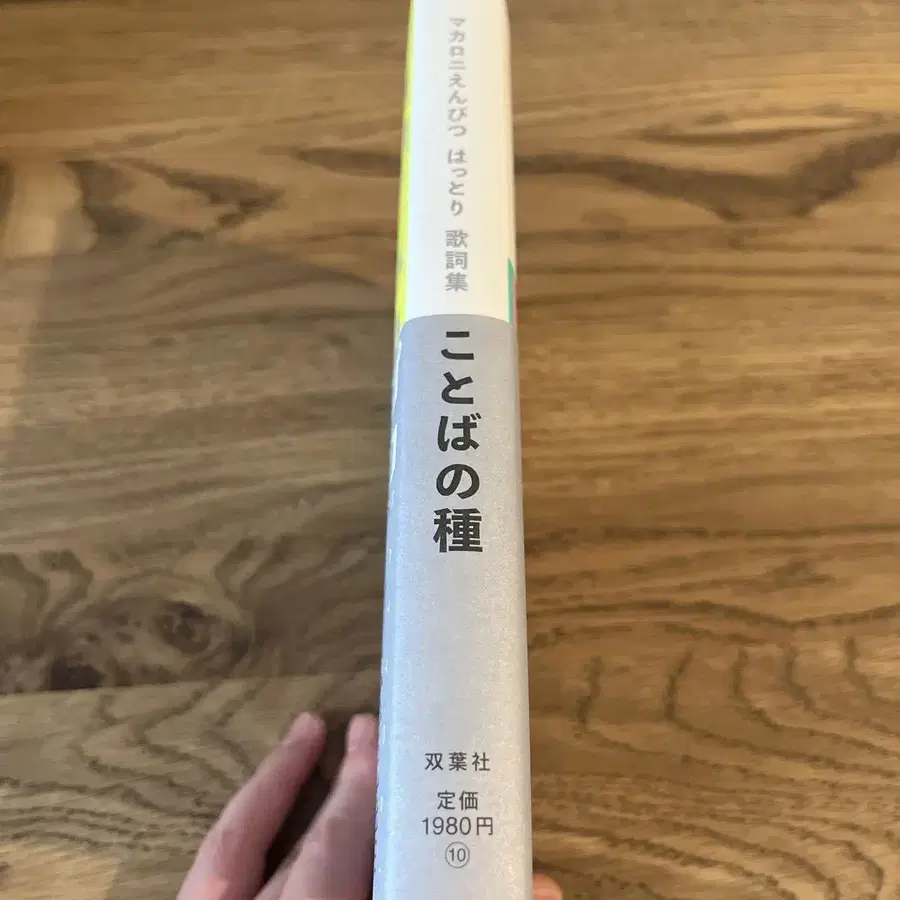 マカロニえんぴつ はっとり 歌詞集
ことばの種
双葉社
定価
1980円
⑩